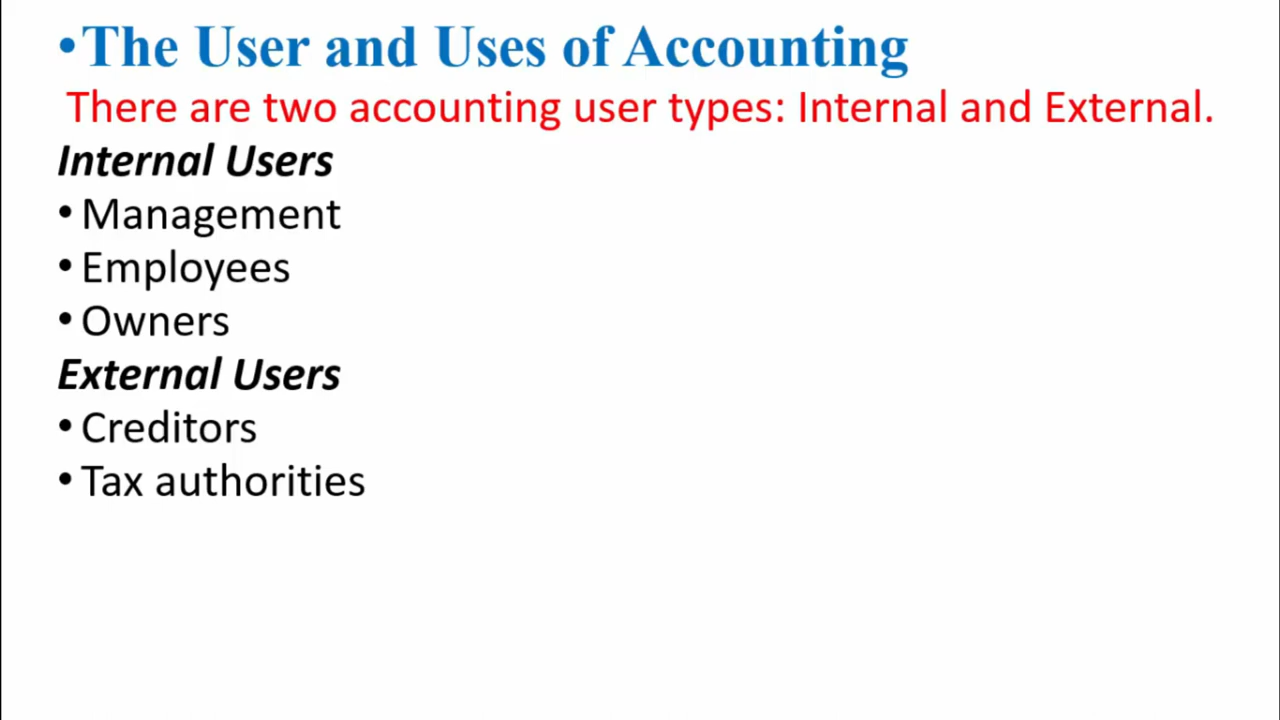 •The User and Uses of Accounting
There are two accounting user types: Internal and External.
Internal Users
•Management
•Employees
•Owners
External Users
•Creditors
•Tax authorities